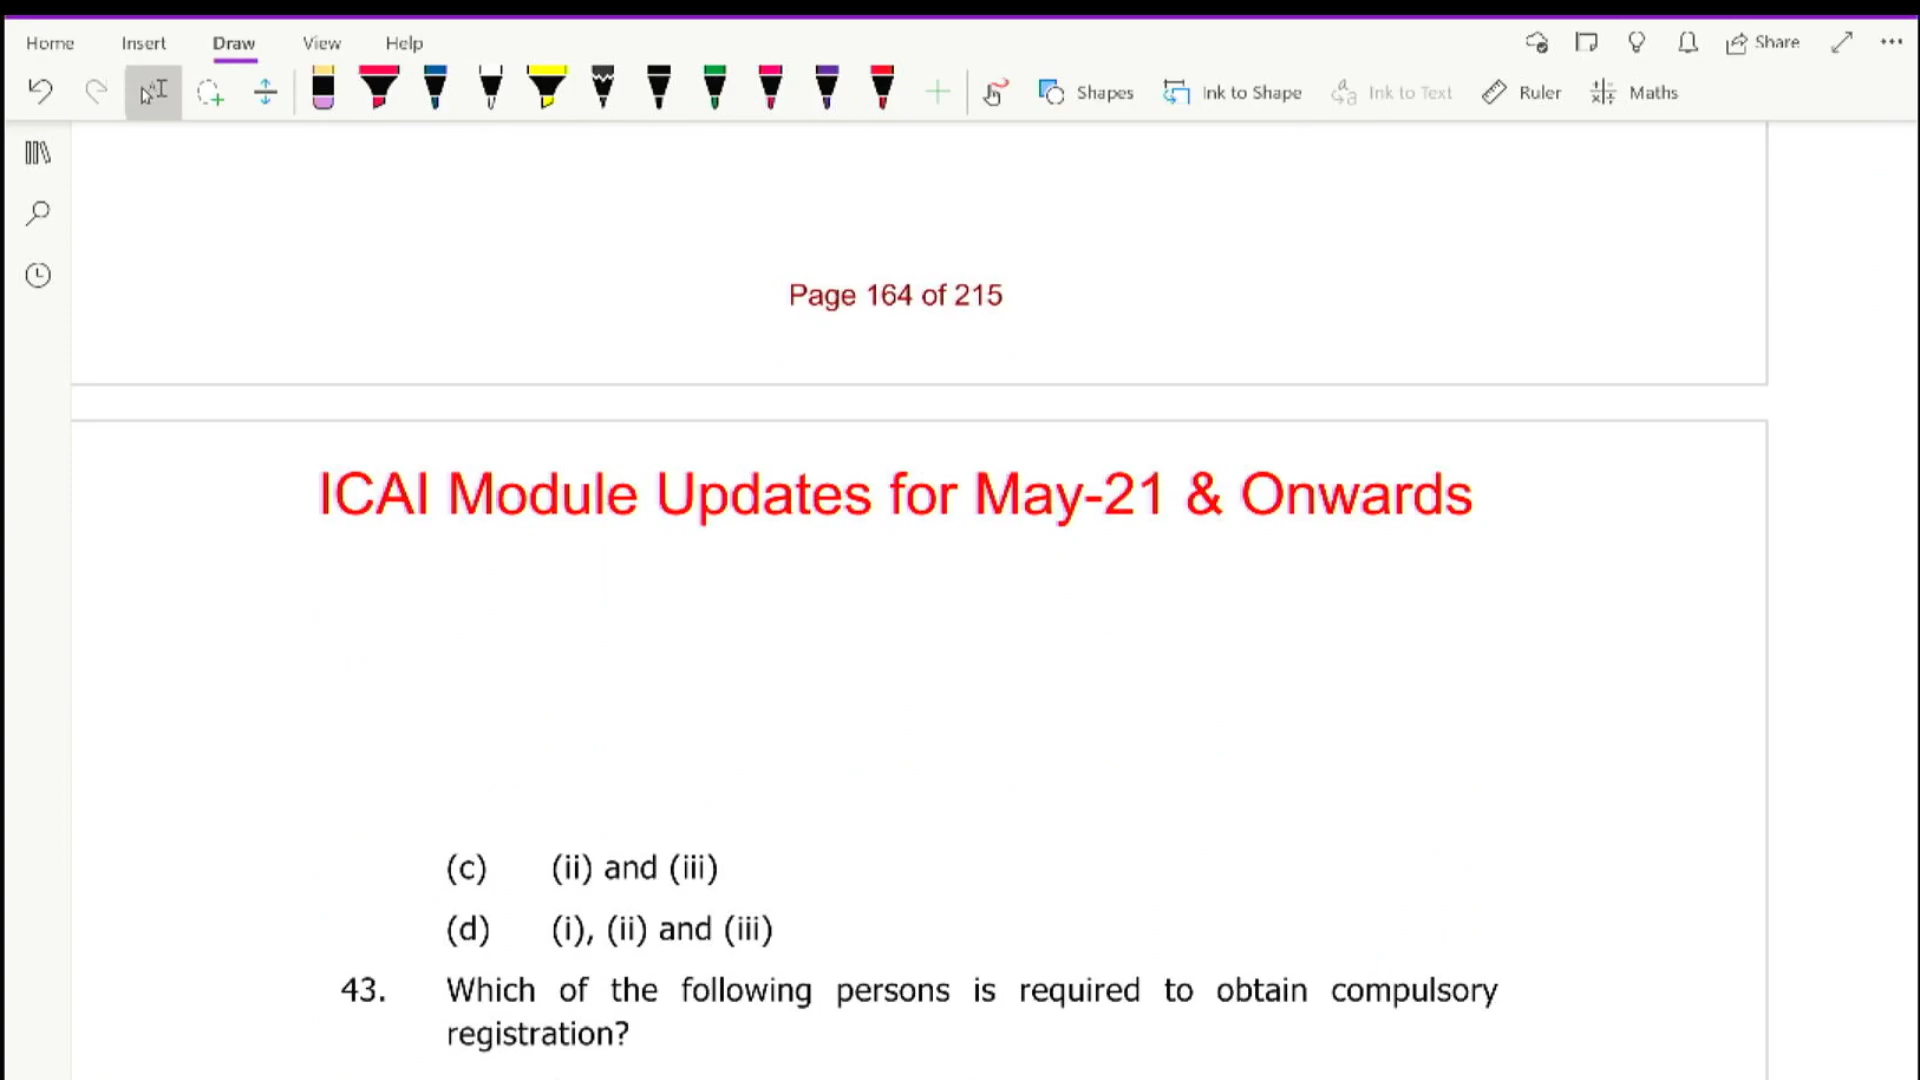 Home Insert Draw View Help Share
Shapes Ink to Shape Ink to Text Ruler Maths
Page 164 of 215
ICAI Module Updates for May-21 & Onwards
(c) (ii) and (iii)
(d) (i), (ii) and (iii)
43. Which of the following persons is required to obtain compulsory
registration?